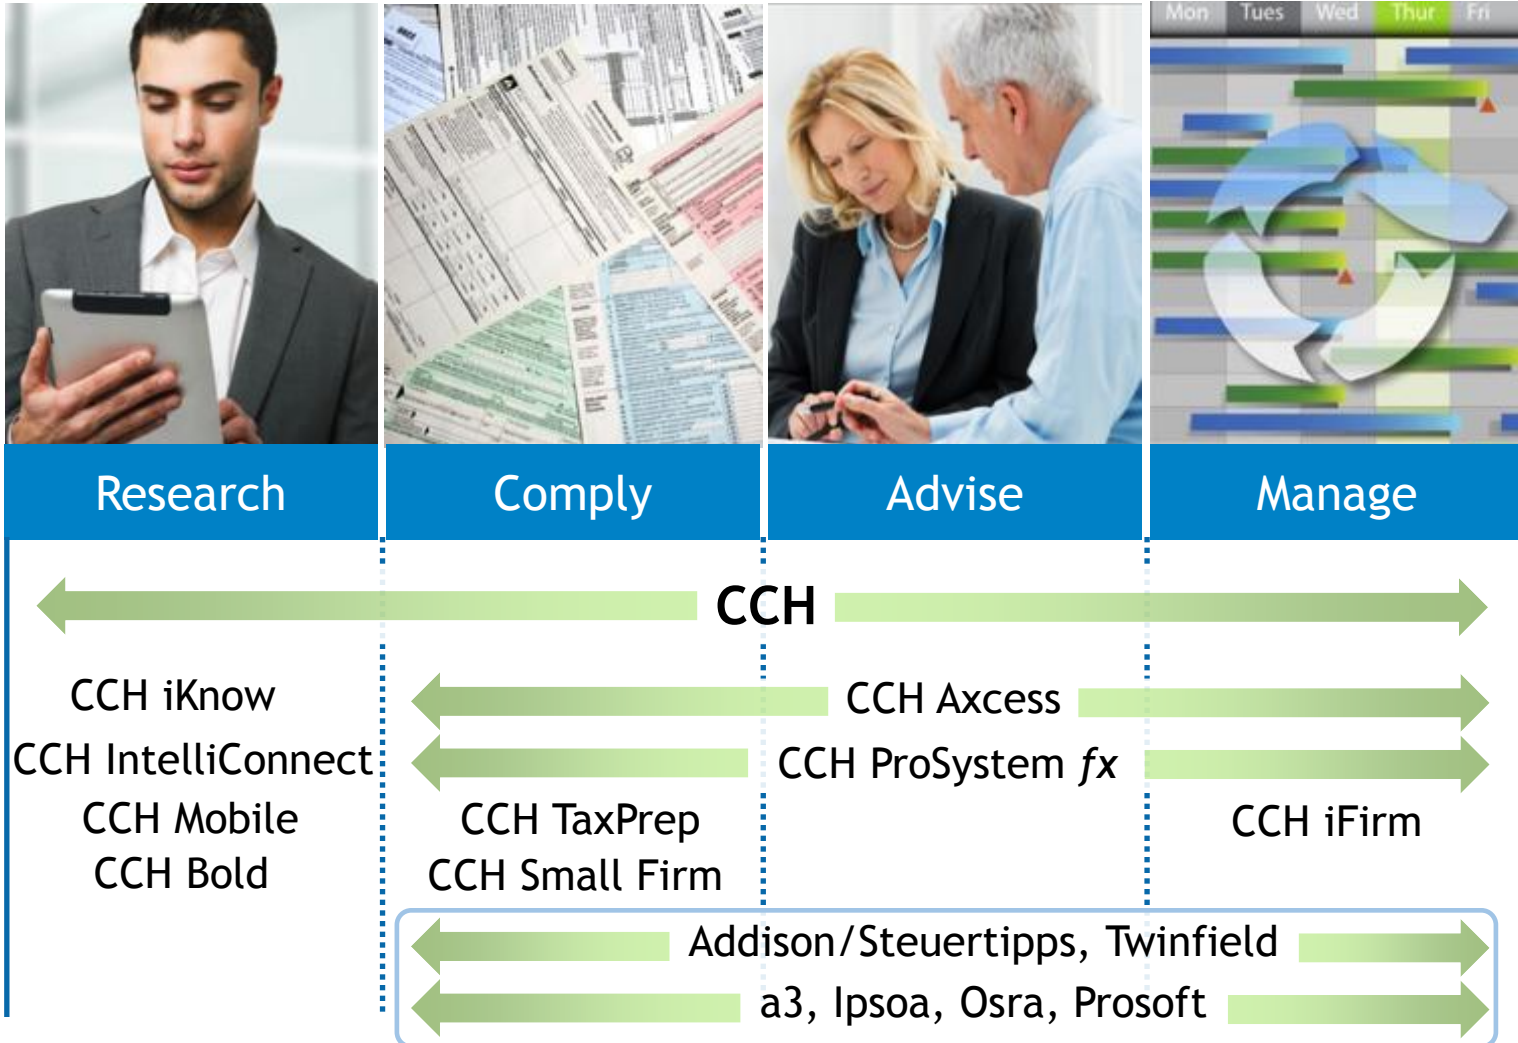 Mon Tues Wed Thur Fri
Research Comply Advise Manage
CCH
CCH iKnow CCH Axcess
CCH IntelliConnect CCH ProSystem fx
CCH Mobile CCH TaxPrep CCH iFirm
CCH Bold CCH Small Firm
Addison/Steuertipps, Twinfield
a3, Ipsoa, Osra, Prosoft